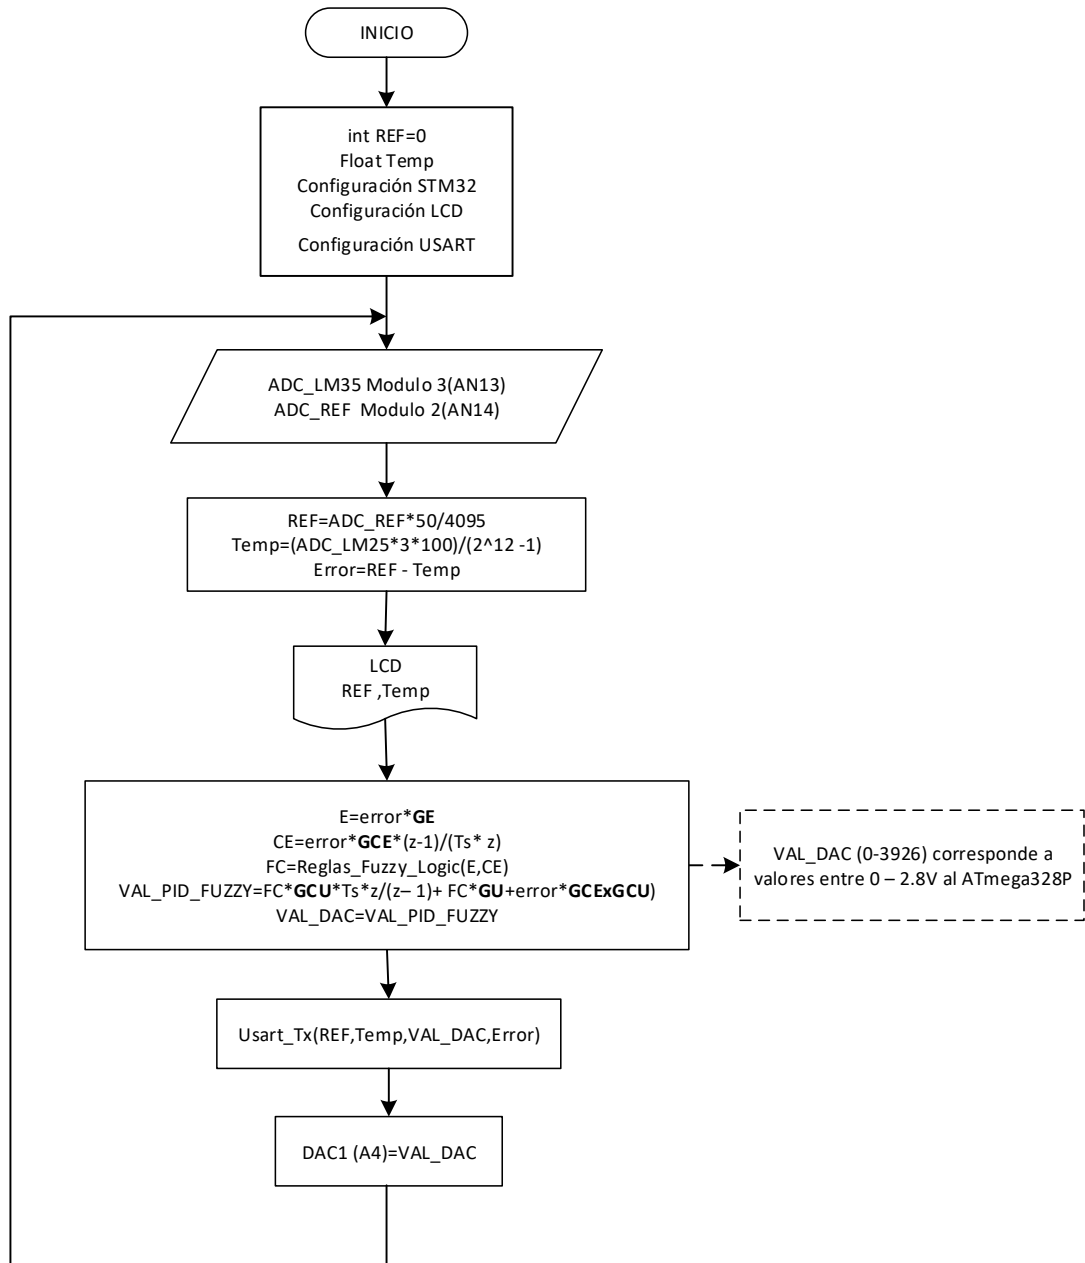 INICIO
int REF=0
Float Temp
Configuración STM32
Configuración LCD
Configuración USART
ADC_LM35 Modulo 3(AN13)
ADC_REF  Modulo 2(AN14)
REF=ADC_REF*50/4095
Temp=(ADC_LM25*3*100)/(2^12 -1)
Error=REF - Temp
LCD
REF ,Temp
E=error*GE
CE=error*GCE*(z-1)/(Ts* z)
FC=Reglas_Fuzzy_Logic(E,CE)
VAL_PID_FUZZY=FC*GCU*Ts*z/(z– 1)+ FC*GU+error*GCExGCU)
VAL_DAC=VAL_PID_FUZZY
VAL_DAC (0-3926) corresponde a
valores entre 0 – 2.8V al ATmega328P
Usart_Tx(REF,Temp,VAL_DAC,Error)
DAC1 (A4)=VAL_DAC